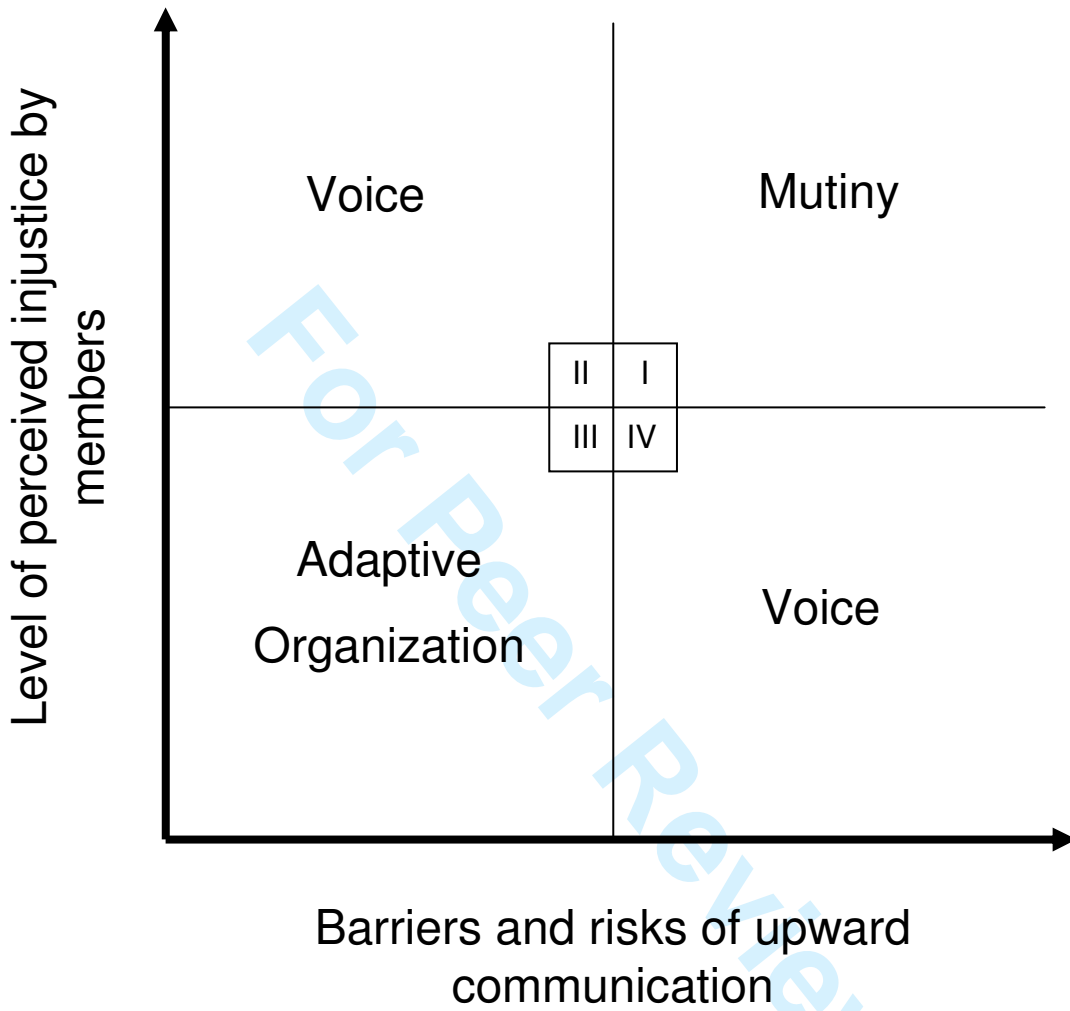 Level of perceived injustice by
members
Voice
Mutiny
II
I
III
IV
Adaptive
Organization
Voice
Barriers and risks of upward
communication
For Peer Review